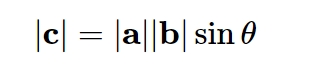 |c| = |a||b| sin θ